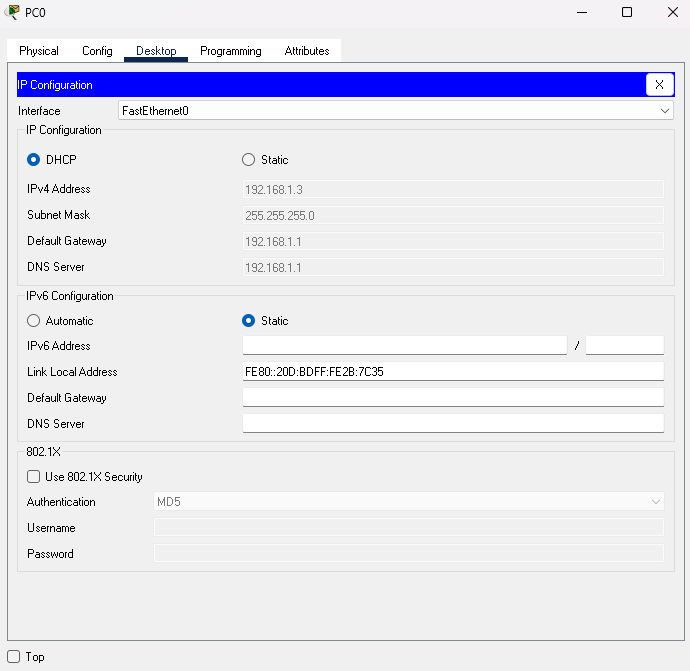 PC0
Physical Config Desktop Programming Attributes
IP Configuration X
Interface FastEthernet0
IP Configuration
DHCP Static
IPv4 Address 192.168.1.3
Subnet Mask 255.255.255.0
Default Gateway 192.168.1.1
DNS Server 192.168.1.1
IPv6 Configuration
Automatic Static
IPv6 Address /
Link Local Address FE80::20D:BDFF:FE2B:7C35
Default Gateway
DNS Server
802.1X
Use 802.1X Security
Authentication MD5
Username
Password
Top